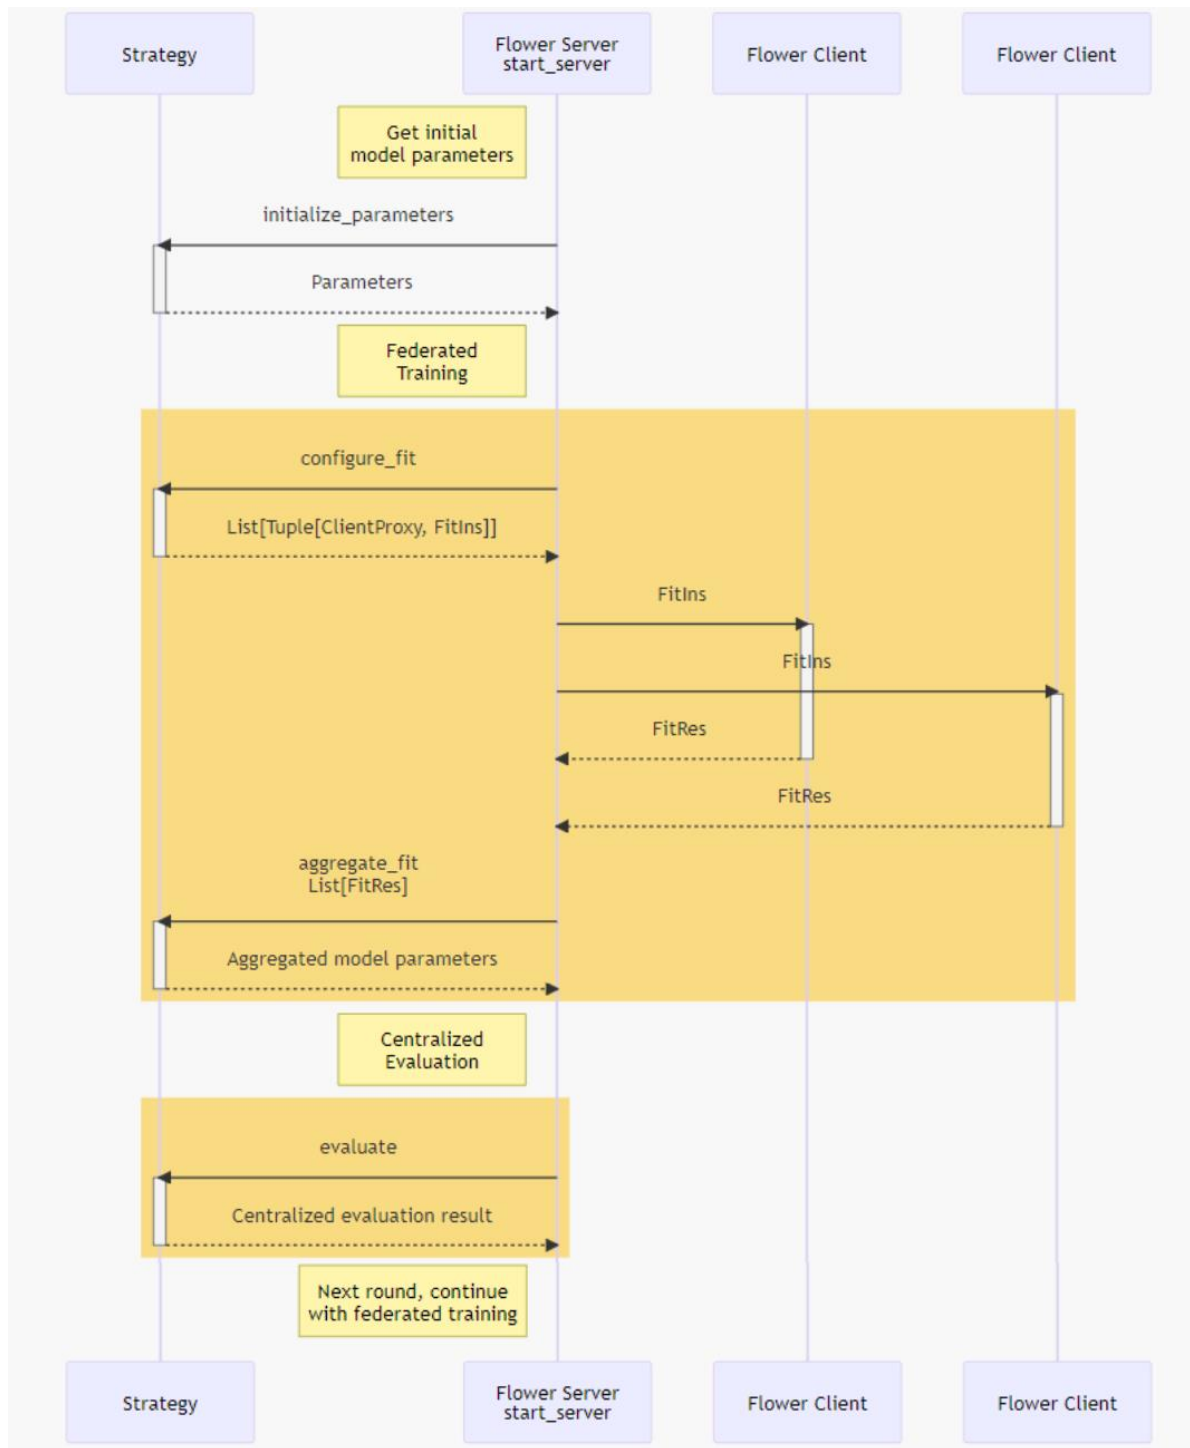 Strategy
Flower Server
start_server
Flower Client
Flower Client
Get initial
model parameters
initialize_parameters
Parameters
Federated
Training
configure_fit
List[Tuple[ClientProxy, FitIns]]
FitIns
FitIns
FitRes
FitRes
aggregate_fit
List[FitRes]
Aggregated model parameters
Centralized
Evaluation
evaluate
Centralized evaluation result
Next round, continue
with federated training
Strategy
Flower Server
start_server
Flower Client
Flower Client